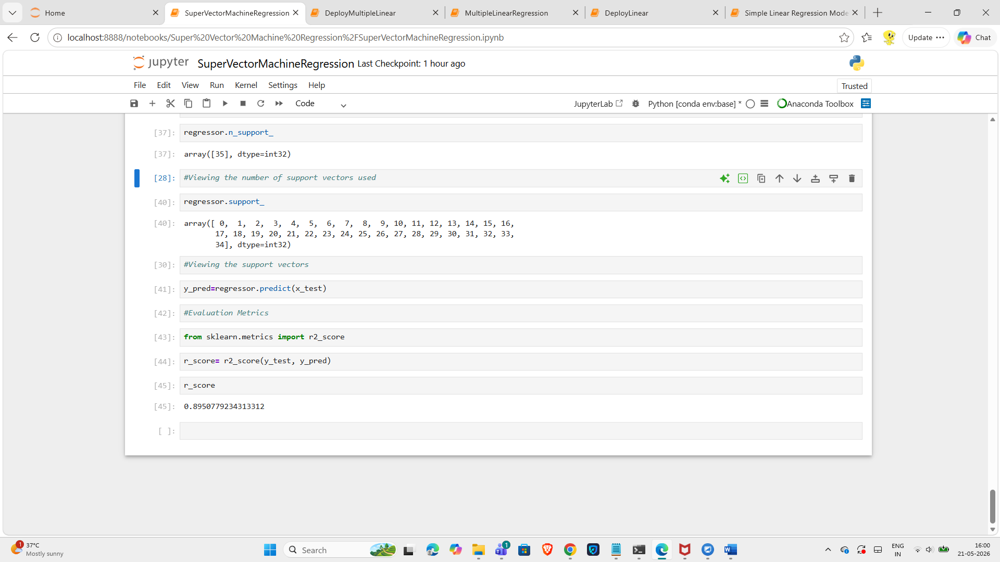 Home
SuperVectorMachineRegression
DeployMultipleLinear
MultipleLinearRegression
DeployLinear
Simple Linear Regression Mode
localhost:8888/notebooks/Super%20Vector%20Machine%20Regression%2FSuperVectorMachineRegression.ipynb
Update
Chat
jupyter SuperVectorMachineRegression Last Checkpoint: 1 hour ago
File Edit View Run Kernel Settings Help
Trusted
Code
JupyterLab
Python [conda env:base] *
Anaconda Toolbox
[37]: regressor.n_support_
[37]: array([35], dtype=int32)
[28]: #Viewing the number of support vectors used
[40]: regressor.support_
[40]: array([ 0, 1, 2, 3, 4, 5, 6, 7, 8, 9, 10, 11, 12, 13, 14, 15, 16,
17, 18, 19, 20, 21, 22, 23, 24, 25, 26, 27, 28, 29, 30, 31, 32, 33,
34], dtype=int32)
[30]: #Viewing the support vectors
[41]: y_pred=regressor.predict(x_test)
[42]: #Evaluation Metrics
[43]: from sklearn.metrics import r2_score
[44]: r_score= r2_score(y_test, y_pred)
[45]: r_score
[45]: 0.8950779234313312
[ ]:
1
37°C
Mostly sunny
Search
1
ENG
IN
16:00
21-05-2026